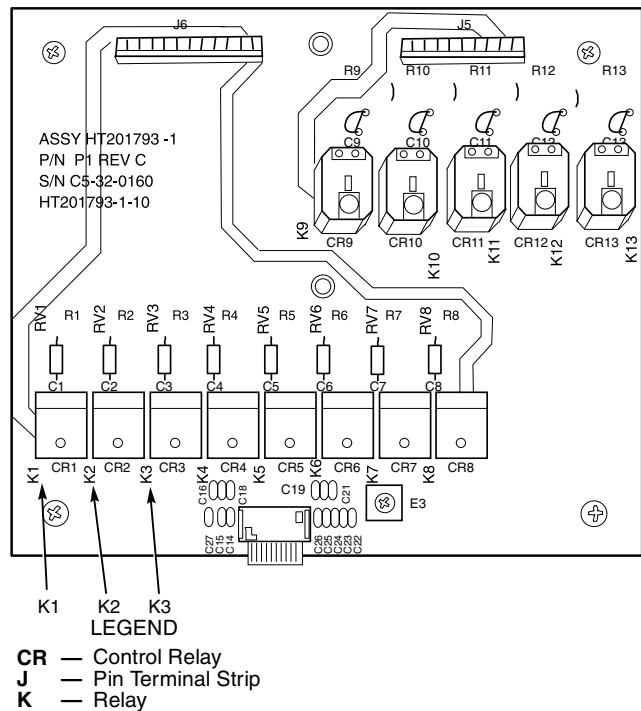 J6
J5
R9 R10 R11 R12 R13
ASSY HT201793 -1
P/N P1 REV C
S/N C5-32-0160
HT201793-1-10
C9 C10 C11 C12 C13
K9 CR9 CR10 K10 CR11 K11 CR12 K12 CR13 K13
RV1 R1 RV2 R2 RV3 R3 RV4 R4 RV5 R5 RV6 R6 RV7 R7 RV8 R8
C1 C2 C3 C4 C5 C6 C7 C8
K1 CR1 K2 CR2 K3 CR3 K4 CR4 K5 CR5 K6 CR6 K7 CR7 K8 CR8
C16 C18 C19 C21 E3
C27 C15 C14 C26 C25 C24 C23 C22
K1 K2 K3
LEGEND
CR — Control Relay
J — Pin Terminal Strip
K — Relay